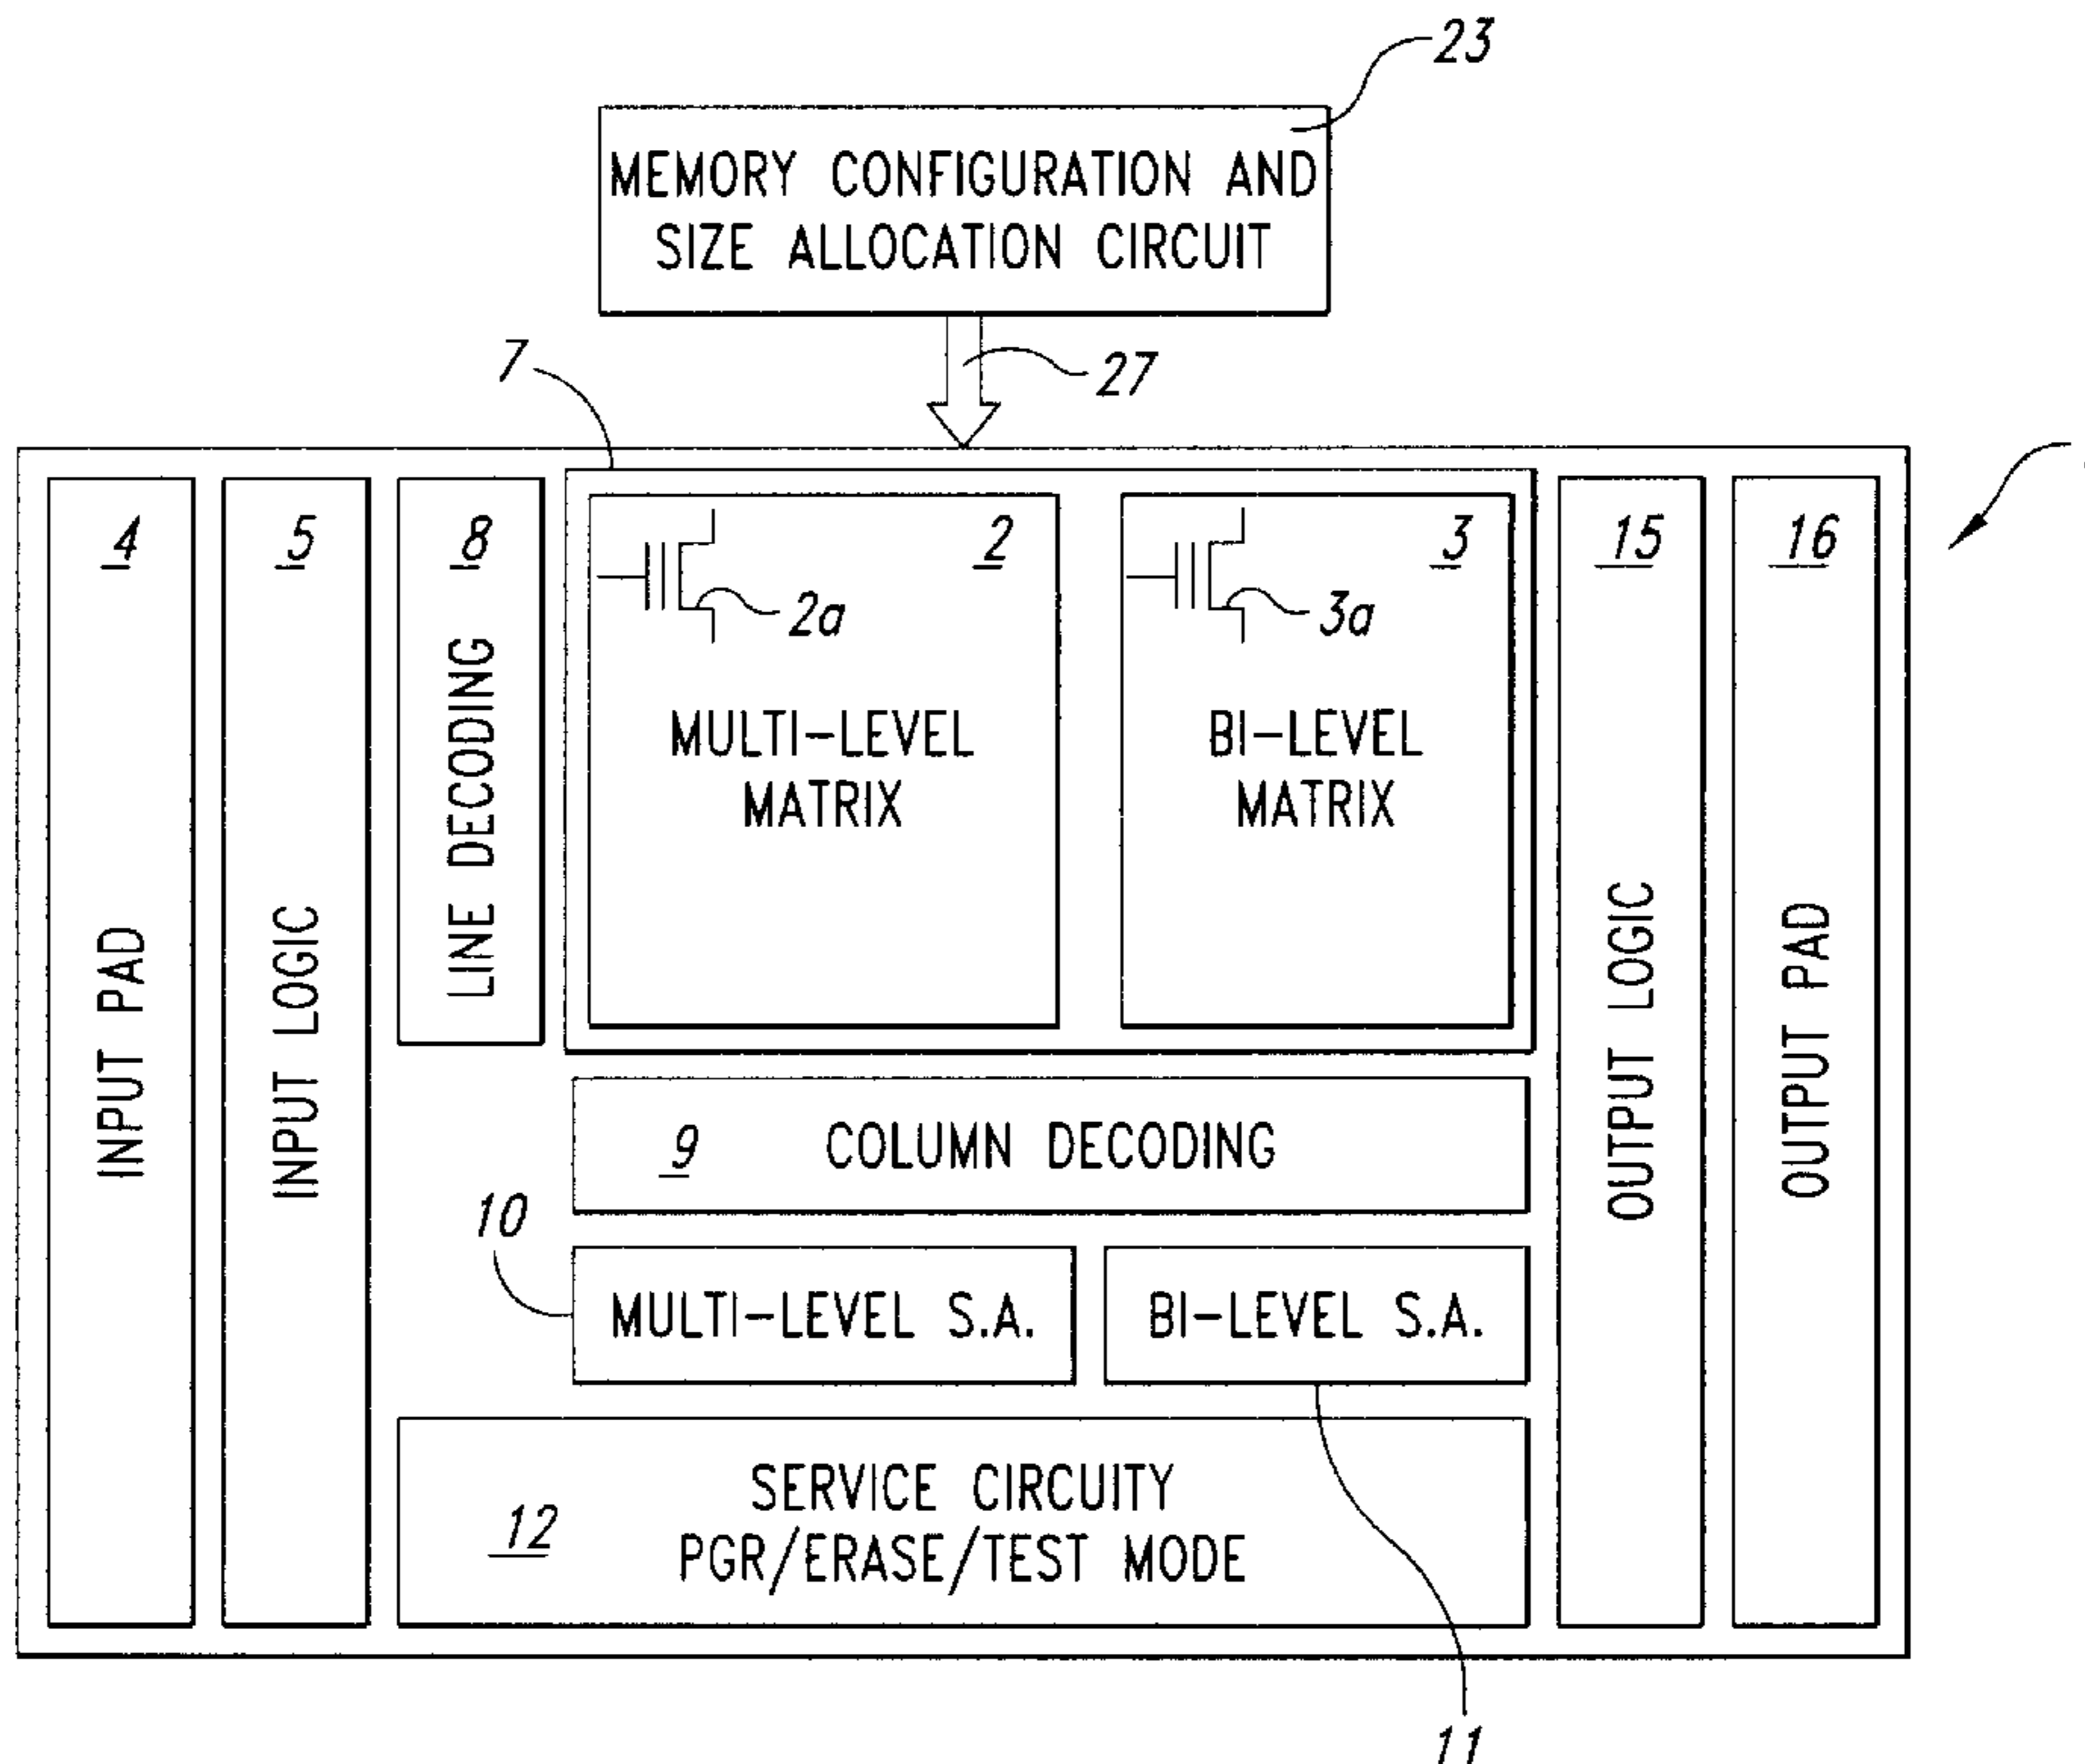 23
MEMORY CONFIGURATION AND
SIZE ALLOCATION CIRCUIT
7
27
4
5
8
2
3
15
16
2a
3a
INPUT PAD
INPUT LOGIC
LINE DECODING
MULTI-LEVEL
MATRIX
BI-LEVEL
MATRIX
OUTPUT LOGIC
OUTPUT PAD
9
COLUMN DECODING
10
MULTI-LEVEL S.A.
BI-LEVEL S.A.
12
SERVICE CIRCUITY
PGR/ERASE/TEST MODE
11